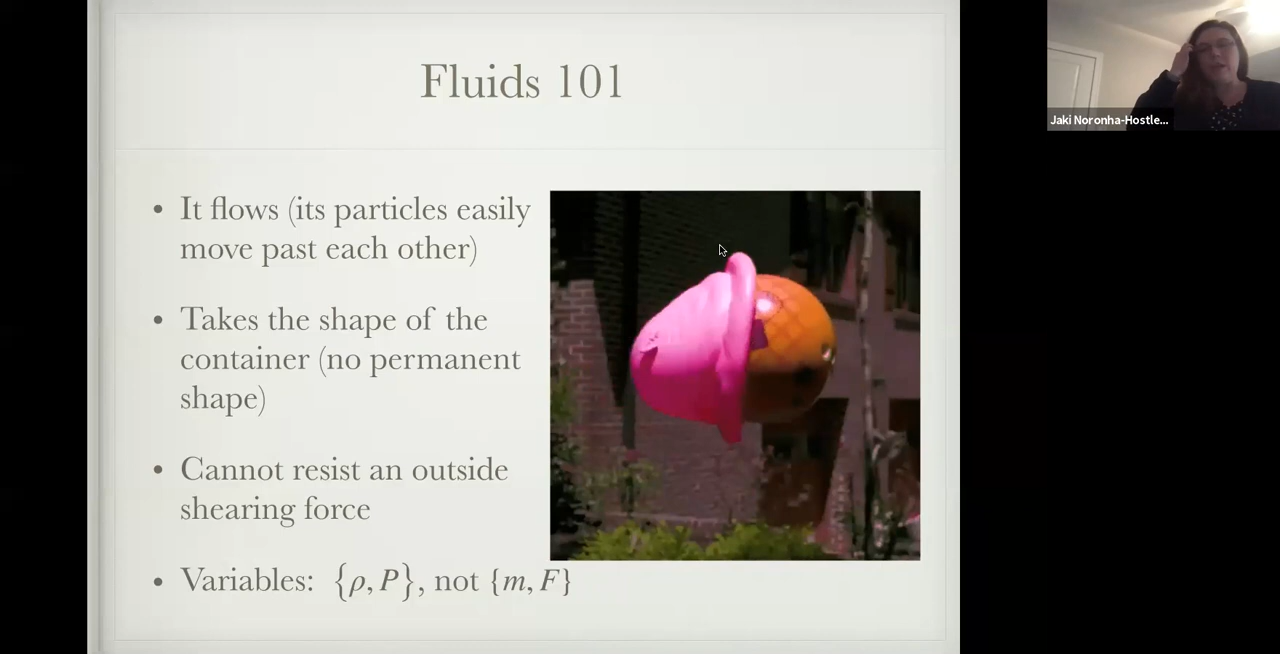 Fluids 101
Jaki Noronha-Hostle...
• It flows (its particles easily
move past each other)
• Takes the shape of the
container (no permanent
shape)
• Cannot resist an outside
shearing force
• Variables: {ρ, P}, not {m, F}